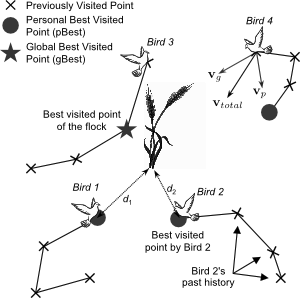 Previously Visited Point
Personal Best Visited
Point (pBest)
Global Best Visited
Point (gBest)
Bird 4
Bird 3
v_g
v_p
v_total
Best visited point
of the flock
Bird 1
d_1
d_2
Bird 2
Best visited
point by Bird 2
Bird 2's
past history